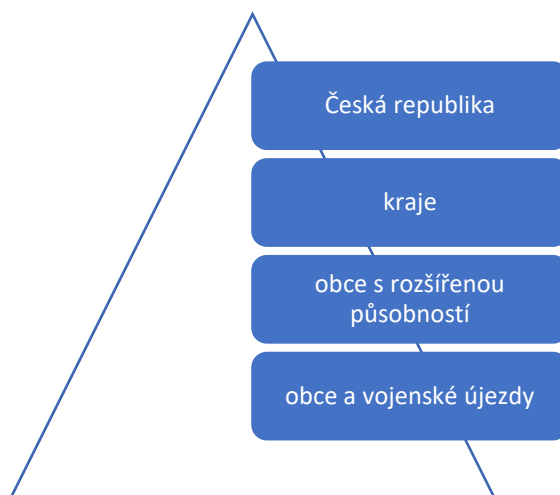 Česká republika
kraje
obce s rozšířenou
působností
obce a vojenské újezdy